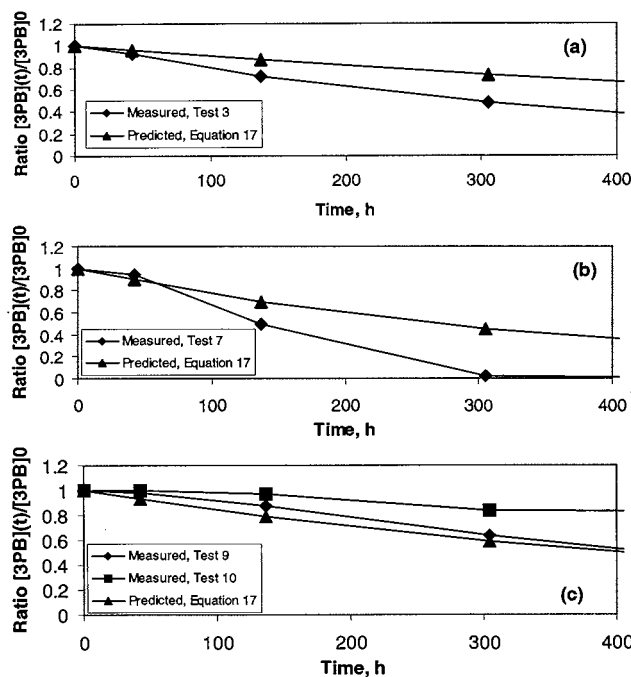 Ratio [3PB](t)/[3PB]0
1.2
1
0.8
0.6
0.4
0.2
0
(a)
Measured, Test 3
Predicted, Equation 17
0 100 200 300 400
Time, h
Ratio [3PB](t)/[3PB]0
1.2
1
0.8
0.6
0.4
0.2
0
(b)
Measured, Test 7
Predicted, Equation 17
0 100 200 300 400
Time, h
Ratio [3PB](t)/[3PB]0
1.2
1
0.8
0.6
0.4
0.2
0
Measured, Test 9
Measured, Test 10
Predicted, Equation 17
(c)
0 100 200 300 400
Time, h